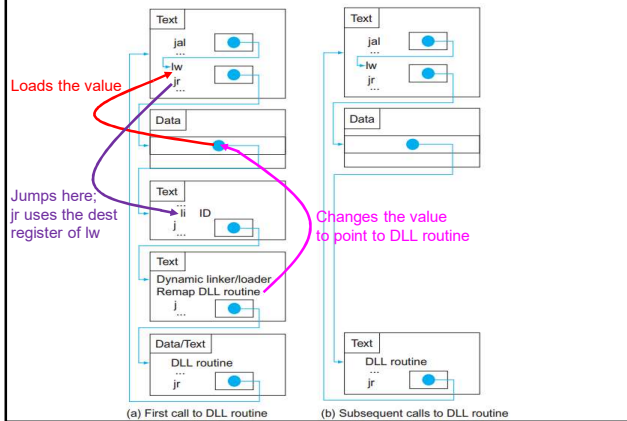 Text
jal
...
lw
jr
...
Loads the value
Data
Jumps here;
jr uses the dest
register of lw
Text
...
li ID
j
...
Changes the value
to point to DLL routine
Text
Dynamic linker/loader
Remap DLL routine
j
...
Data/Text
DLL routine
...
jr
(a) First call to DLL routine
Text
jal
...
lw
jr
...
Data
Text
DLL routine
...
jr
(b) Subsequent calls to DLL routine